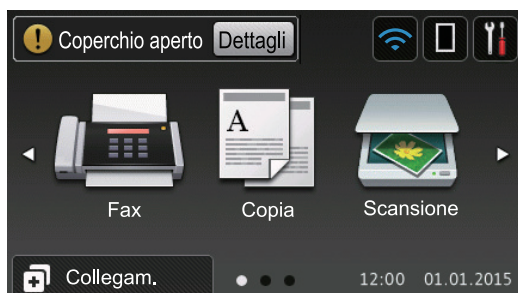 Coperchio aperto Dettagli
A
Fax Copia Scansione
Collegam. 12:00 01.01.2015